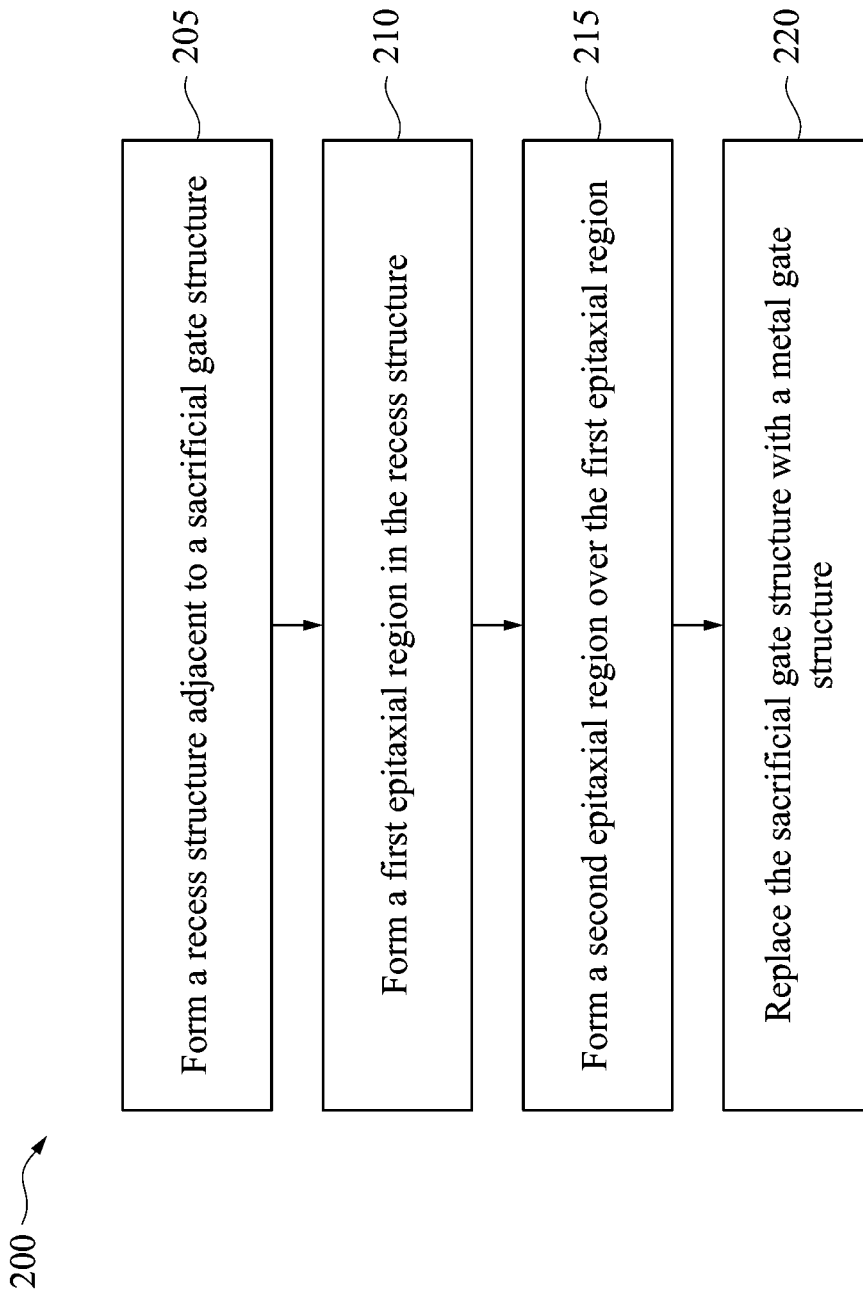 200
Form a recess structure adjacent to a sacrificial gate structure
205
Form a first epitaxial region in the recess structure
210
Form a second epitaxial region over the first epitaxial region
215
Replace the sacrificial gate structure with a metal gate
structure
220